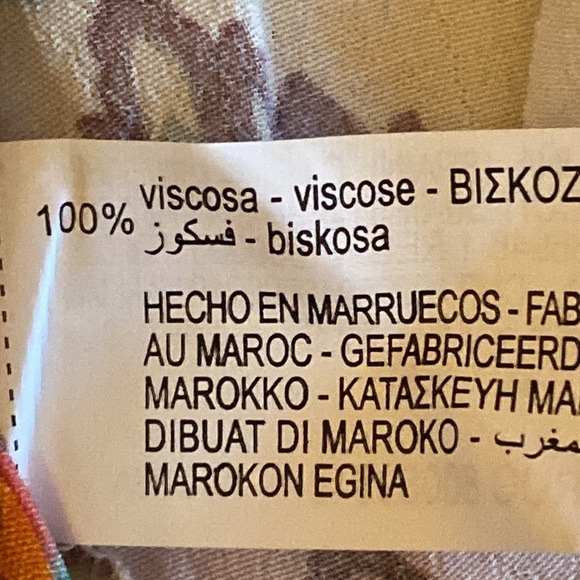 100% viscosa - viscose - ΒΙΣΚΟΖ
فسكوز - biskosa
HECHO EN MARRUECOS - FAB
AU MAROC - GEFABRICEERD
MAROKKO - ΚΑΤΑΣΚΕΥΗ ΜΑ
DIBUAT DI MAROKO - مغرب
MAROKON EGINA